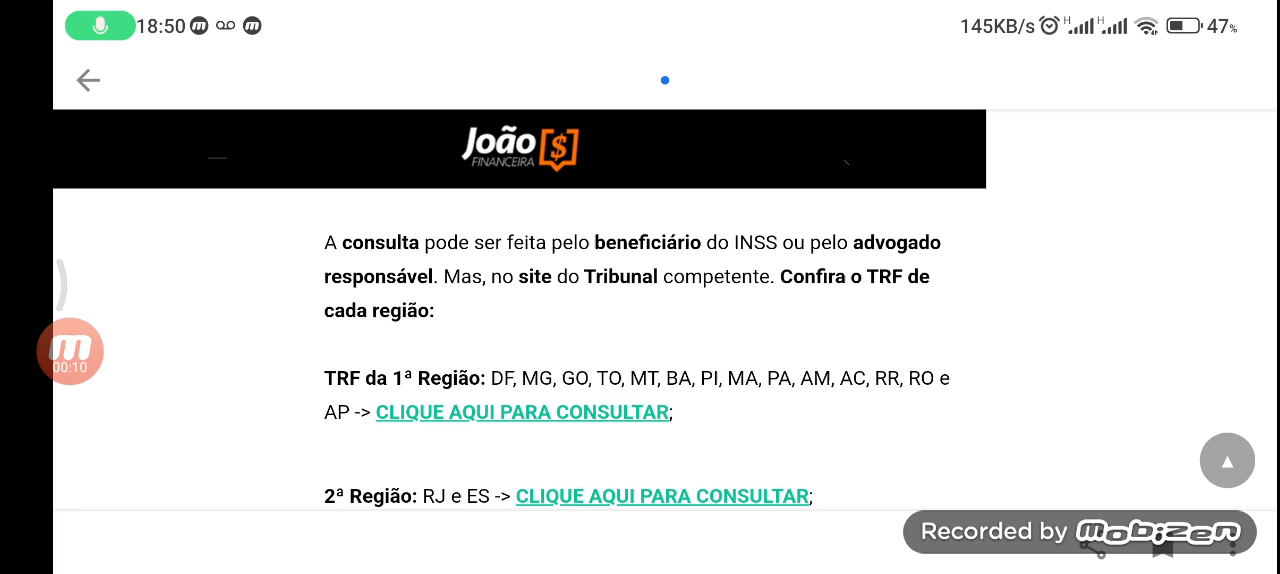 18:50 145KB/s H H 47%
João
FINANCEIRA
A consulta pode ser feita pelo beneficiário do INSS ou pelo advogado
responsável. Mas, no site do Tribunal competente. Confira o TRF de
cada região:
00:10
TRF da 1ª Região: DF, MG, GO, TO, MT, BA, PI, MA, PA, AM, AC, RR, RO e
AP -> CLIQUE AQUI PARA CONSULTAR;
2ª Região: RJ e ES -> CLIQUE AQUI PARA CONSULTAR;
Recorded by mobizen